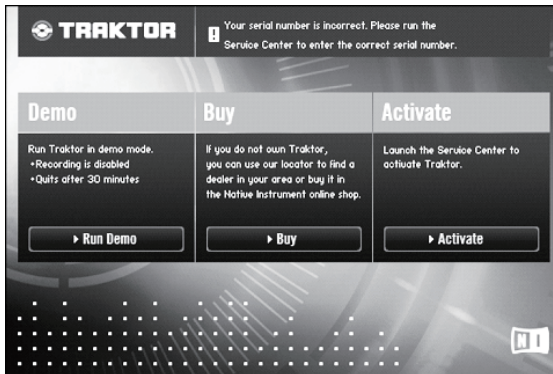 TRAKTOR
Your serial number is incorrect. Please run the
Service Center to enter the correct serial number.
Demo
Run Traktor in demo mode.
•Recording is disabled
•Quits after 30 minutes
Run Demo
Buy
If you do not own Traktor,
you can use our locator to find a
dealer in your area or buy it in
the Native Instrument online shop.
Buy
Activate
Launch the Service Center to
activate Traktor.
Activate
NI